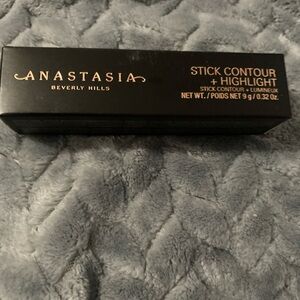 ANASTASIA
BEVERLY HILLS
STICK CONTOUR
+ HIGHLIGHT
STICK CONTOUR + LUMINEUX
NET WT. / POIDS NET 9 g / 0.32 Oz.